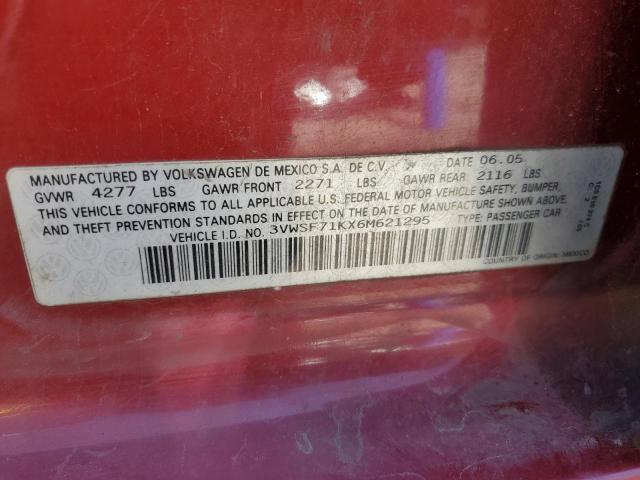 MANUFACTURED BY VOLKSWAGEN DE MEXICO S.A. DE C.V. DATE 06.05
GVWR 4277 LBS GAWR FRONT 2271 LBS GAWR REAR 2116 LBS
THIS VEHICLE CONFORMS TO ALL APPLICABLE U.S. FEDERAL MOTOR VEHICLE SAFETY, BUMPER,
AND THEFT PREVENTION STANDARDS IN EFFECT ON THE DATE OF MANUFACTURE SHOWN ABOVE.
VEHICLE I.D. NO. 3VWSF71KX6M621295 TYPE: PASSENGER CAR
COUNTRY OF ORIGIN: MEXICO